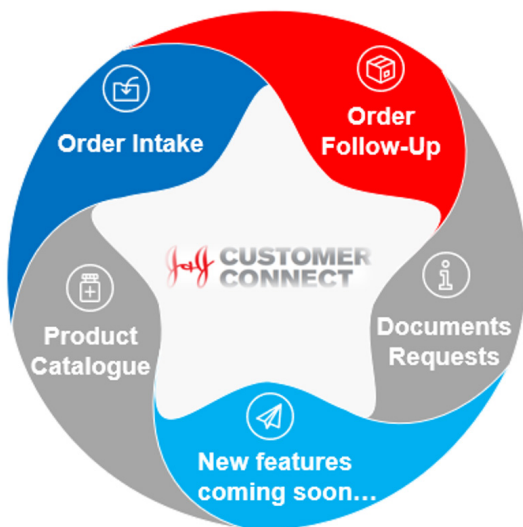 Order Intake
Order
Follow-Up
J&J CUSTOMER
CONNECT
Product
Catalogue
Documents
Requests
New features
coming soon...